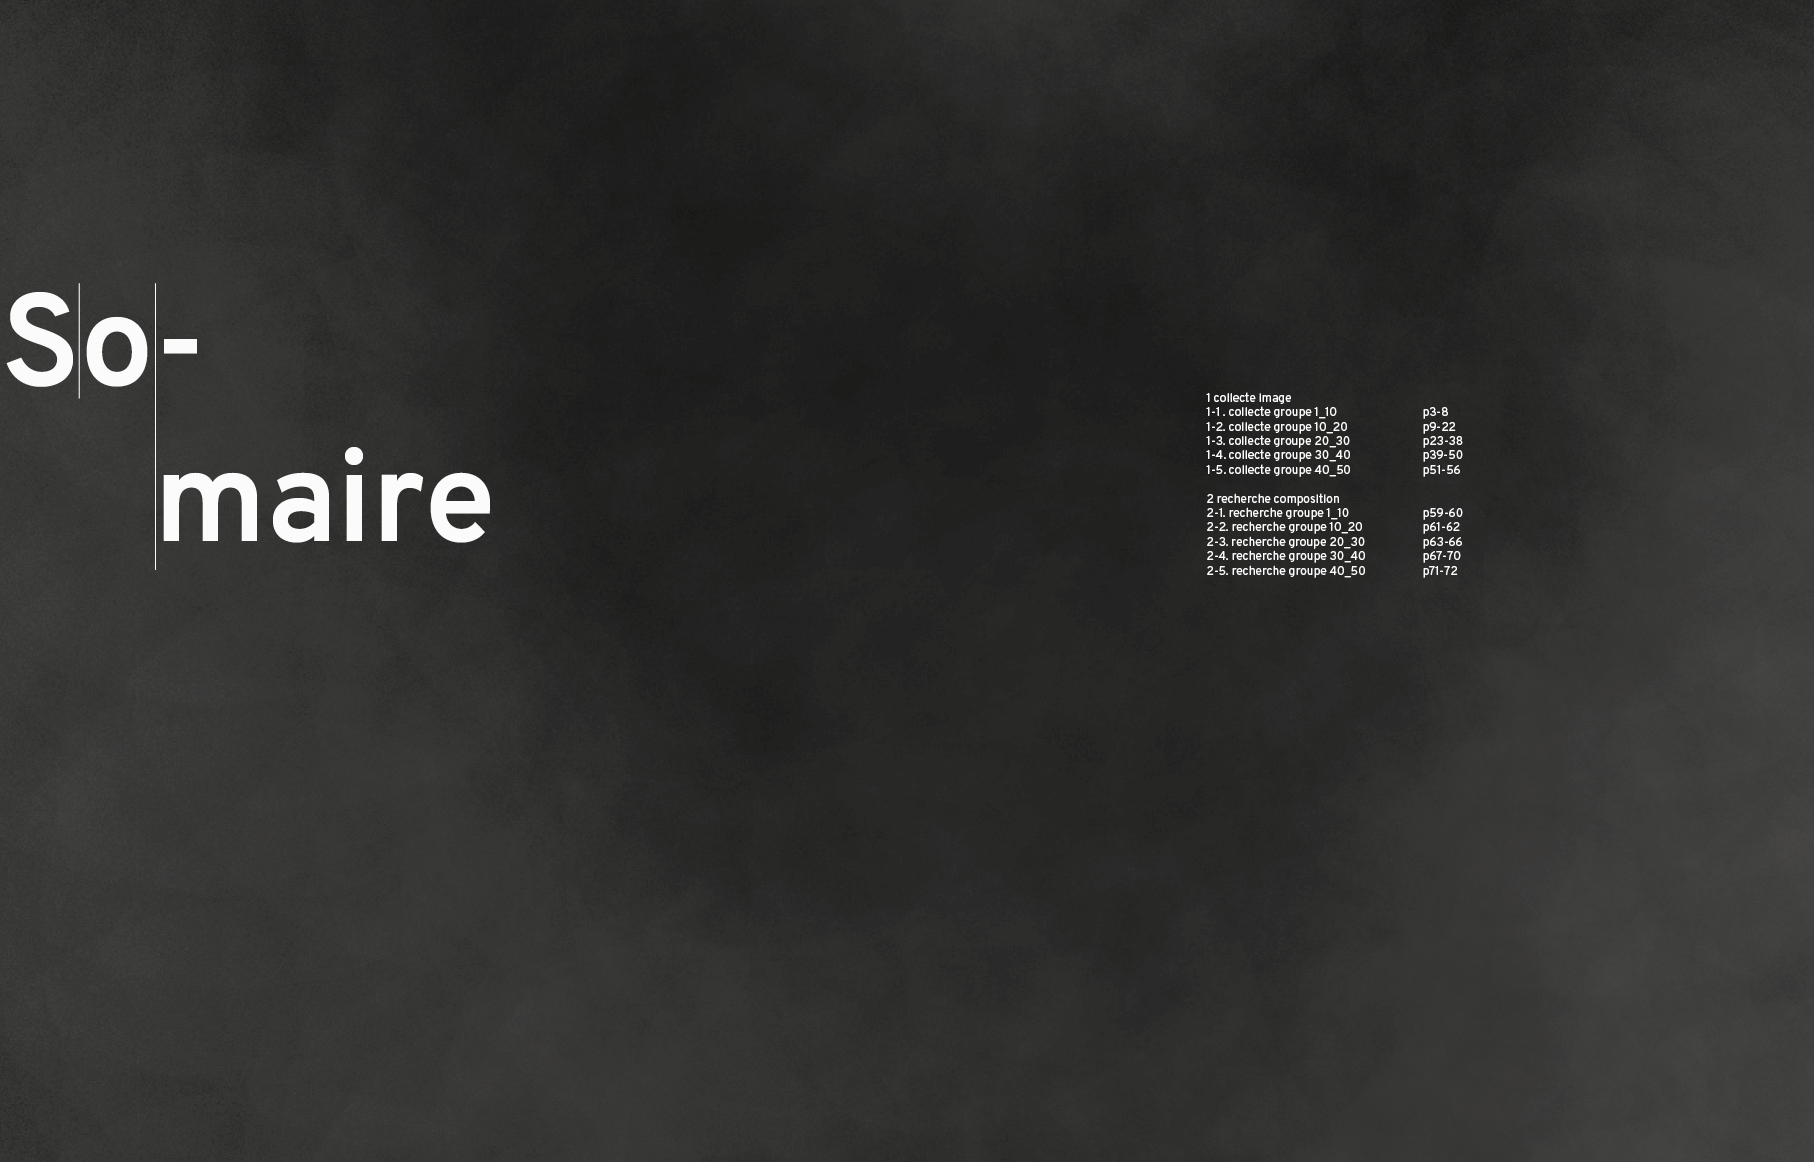 So-
maire
1 collecte image
1-1 . collecte groupe 1_10 p3-8
1-2. collecte groupe 10_20 p9-22
1-3. collecte groupe 20_30 p23-38
1-4. collecte groupe 30_40 p39-50
1-5. collecte groupe 40_50 p51-56
2 recherche composition
2-1. recherche groupe 1_10 p59-60
2-2. recherche groupe 10_20 p61-62
2-3. recherche groupe 20_30 p63-66
2-4. recherche groupe 30_40 p67-70
2-5. recherche groupe 40_50 p71-72